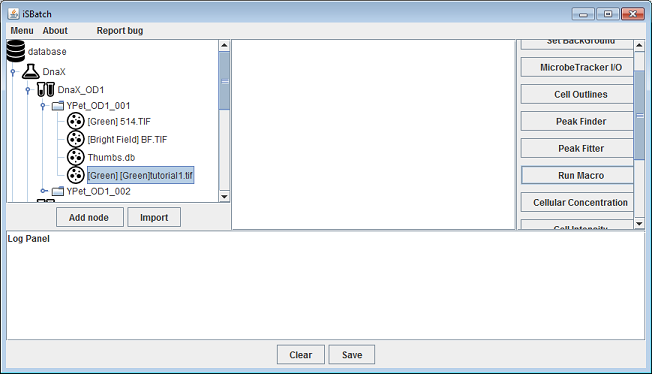 iSBatch
Menu About Report bug
database
DnaX
DnaX_OD1
YPet_OD1_001
[Green] 514.TIF
[Bright Field] BF.TIF
Thumbs.db
[Green] [Green]tutorial1.tif
YPet_OD1_002
Add node Import
Set BackGround
MicrobeTracker I/O
Cell Outlines
Peak Finder
Peak Fitter
Run Macro
Cellular Concentration
Cell Intensity
Log Panel
Clear Save